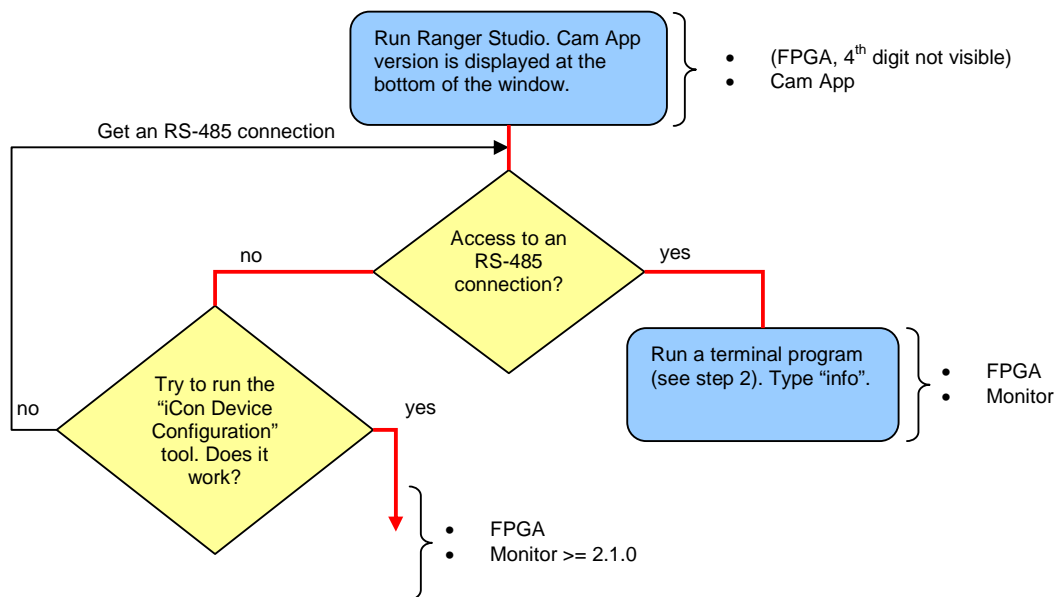 Run Ranger Studio. Cam App
version is displayed at the
bottom of the window.
• (FPGA, 4th digit not visible)
• Cam App
Get an RS-485 connection
Access to an
RS-485
connection?
no
yes
Run a terminal program
(see step 2). Type “info”.
• FPGA
• Monitor
Try to run the
“iCon Device
Configuration”
tool. Does it
work?
no
yes
• FPGA
• Monitor >= 2.1.0